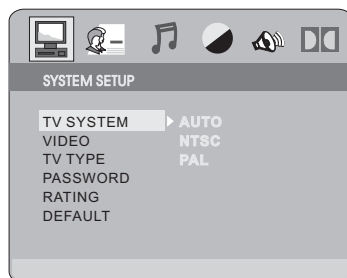 SYSTEM SETUP
TV SYSTEM AUTO
VIDEO NTSC
TV TYPE PAL
PASSWORD
RATING
DEFAULT